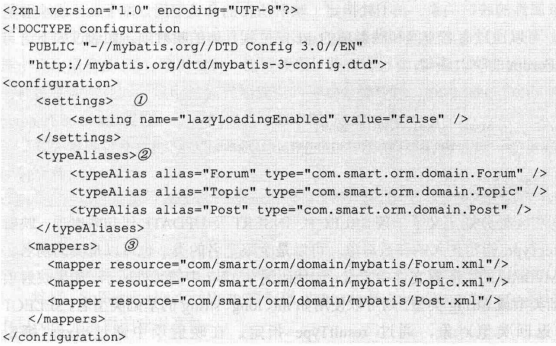 <?xml version="1.0" encoding="UTF-8"?>
<!DOCTYPE configuration
PUBLIC "-//mybatis.org//DTD Config 3.0//EN"
"http://mybatis.org/dtd/mybatis-3-config.dtd">
<configuration>
<settings> ①
<setting name="lazyLoadingEnabled" value="false" />
</settings>
<typeAliases>②
<typeAlias alias="Forum" type="com.smart.orm.domain.Forum" />
<typeAlias alias="Topic" type="com.smart.orm.domain.Topic" />
<typeAlias alias="Post" type="com.smart.orm.domain.Post" />
</typeAliases>
<mappers> ③
<mapper resource="com/smart/orm/domain/mybatis/Forum.xml"/>
<mapper resource="com/smart/orm/domain/mybatis/Topic.xml"/>
<mapper resource="com/smart/orm/domain/mybatis/Post.xml"/>
</mappers>
</configuration>